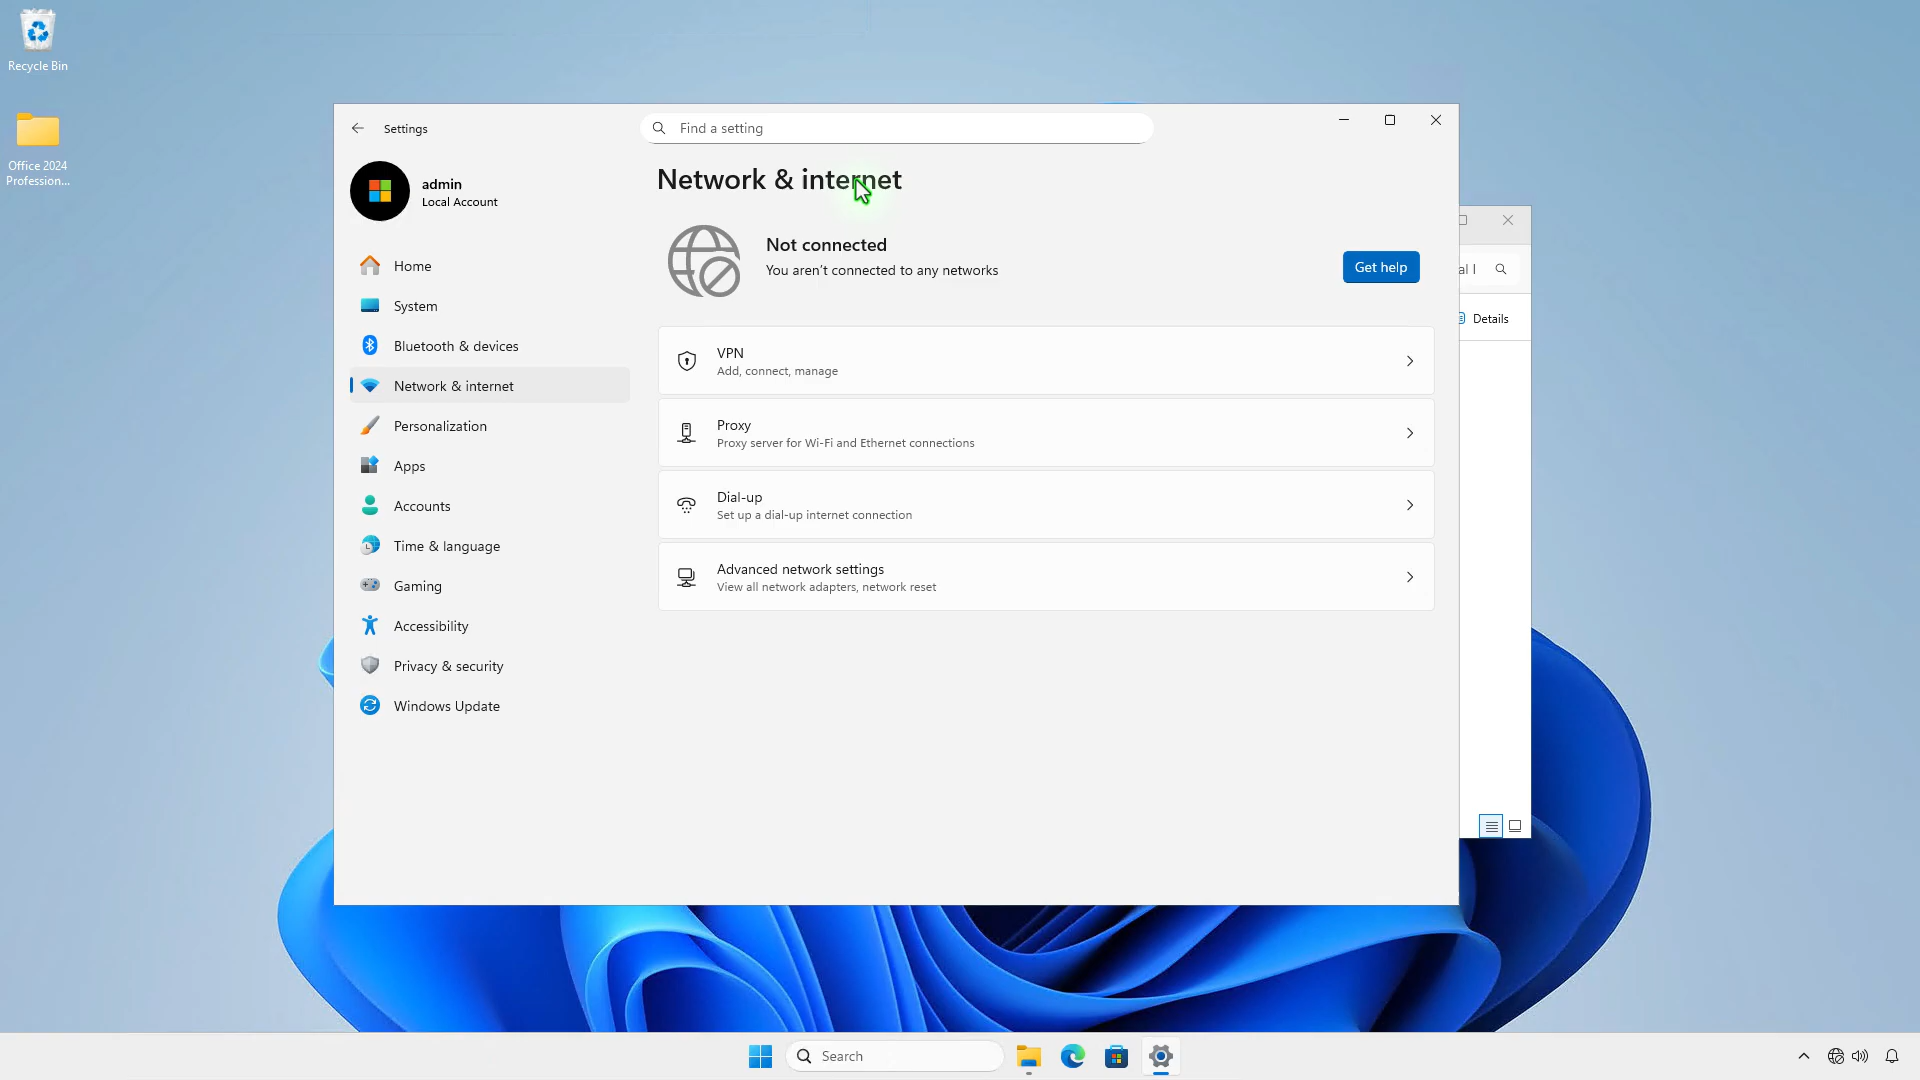 Recycle Bin
Office 2024
Profession...
Settings
Find a setting
admin
Local Account
Home
System
Bluetooth & devices
Network & internet
Personalization
Apps
Accounts
Time & language
Gaming
Accessibility
Privacy & security
Windows Update
Network & internet
Not connected
You aren't connected to any networks
Get help
VPN
Add, connect, manage
Proxy
Proxy server for Wi-Fi and Ethernet connections
Dial-up
Set up a dial-up internet connection
Advanced network settings
View all network adapters, network reset
al I
Details
Search